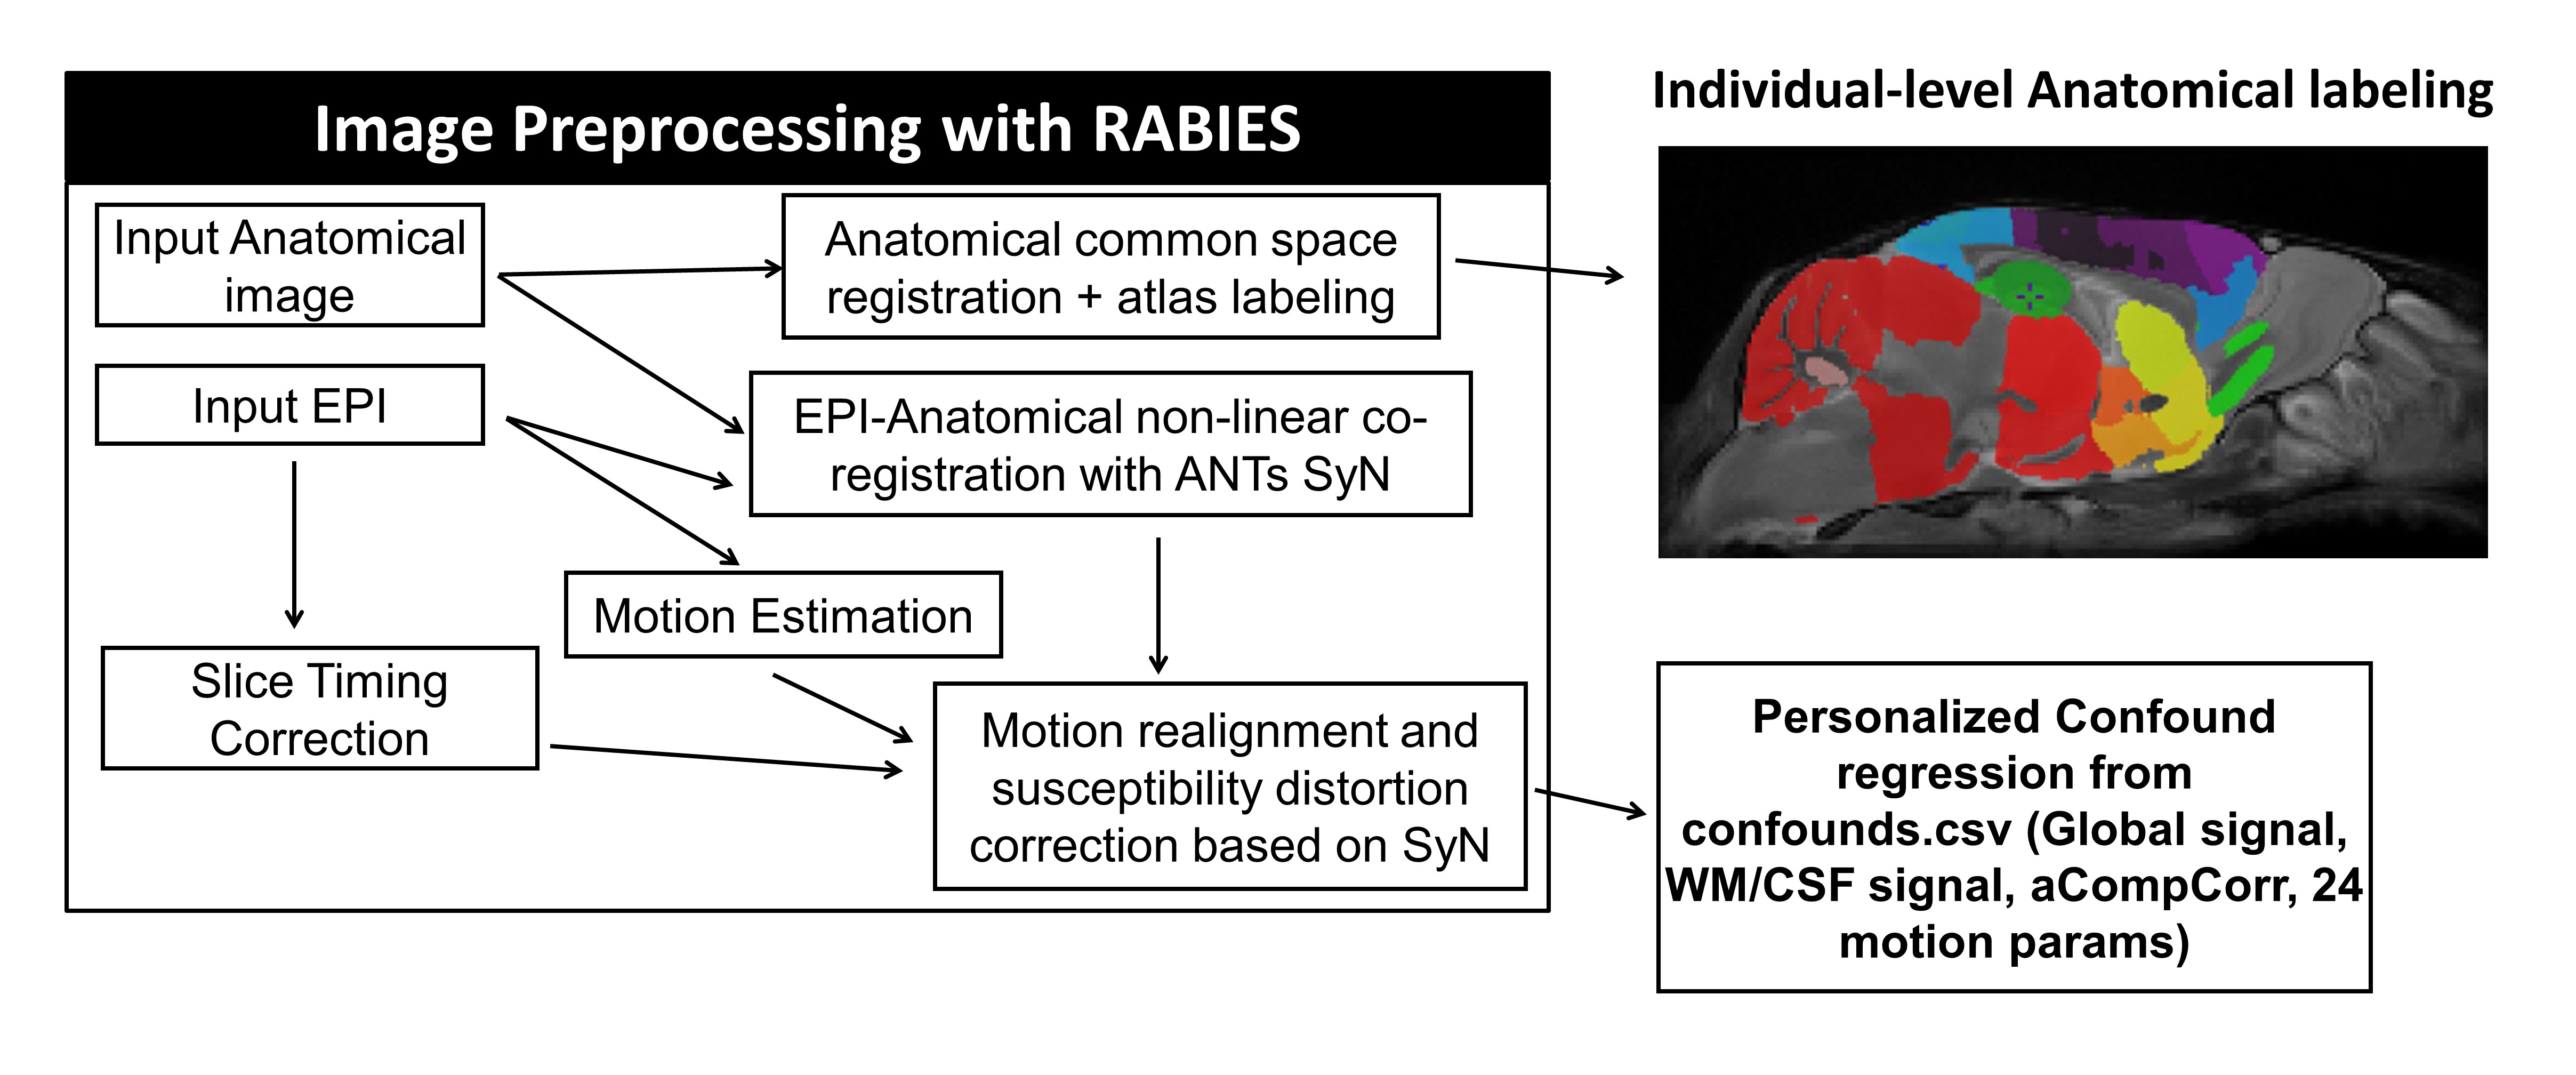 Image Preprocessing with RABIES
Input Anatomical
image
Anatomical common space
registration + atlas labeling
Input EPI
EPI-Anatomical non-linear co-
registration with ANTs SyN
Motion Estimation
Slice Timing
Correction
Motion realignment and
susceptibility distortion
correction based on SyN
Individual-level Anatomical labeling
Personalized Confound
regression from
confounds.csv (Global signal,
WM/CSF signal, aCompCorr, 24
motion params)